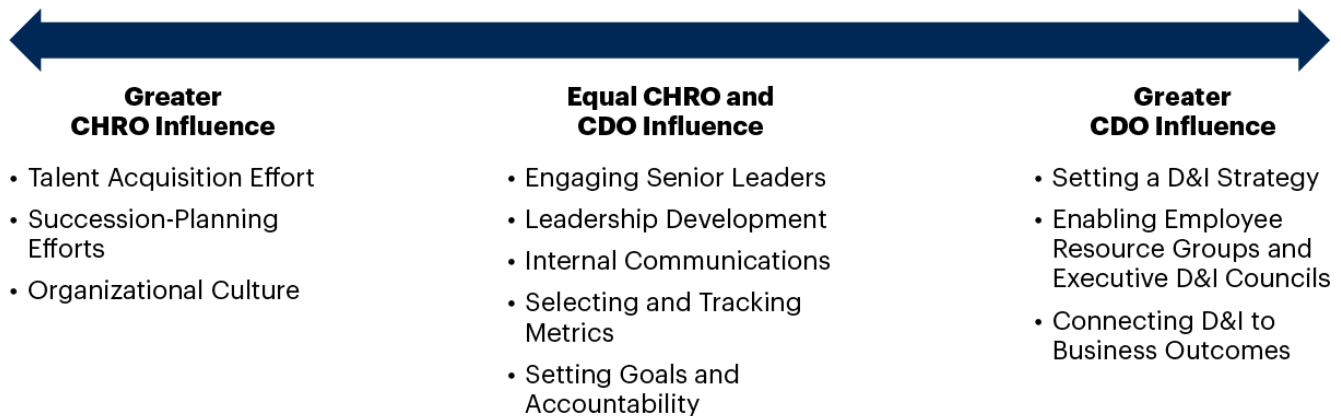 Greater
CHRO Influence
• Talent Acquisition Effort
• Succession-Planning
Efforts
• Organizational Culture
Equal CHRO and
CDO Influence
• Engaging Senior Leaders
• Leadership Development
• Internal Communications
• Selecting and Tracking
Metrics
• Setting Goals and
Accountability
Greater
CDO Influence
• Setting a D&I Strategy
• Enabling Employee
Resource Groups and
Executive D&I Councils
• Connecting D&I to
Business Outcomes